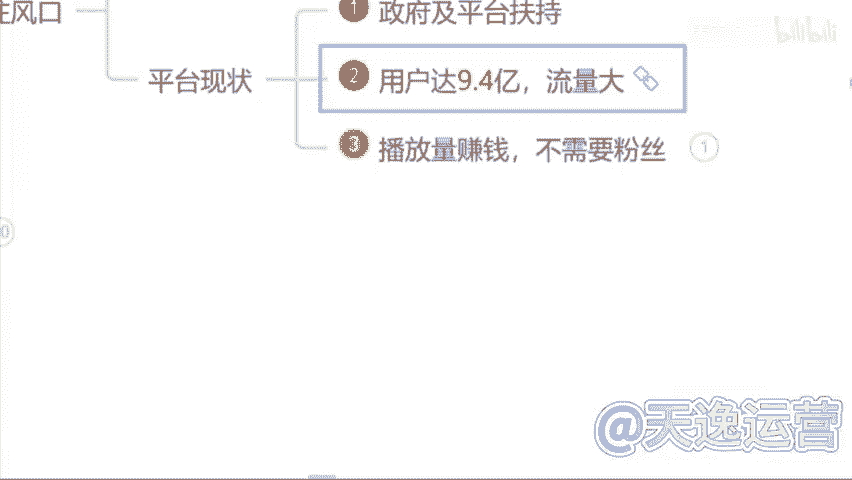 风口
1 政府及平台扶持
bilibili
平台现状
2 用户达9.4亿，流量大
3 播放量赚钱，不需要粉丝 1
@天逸运营